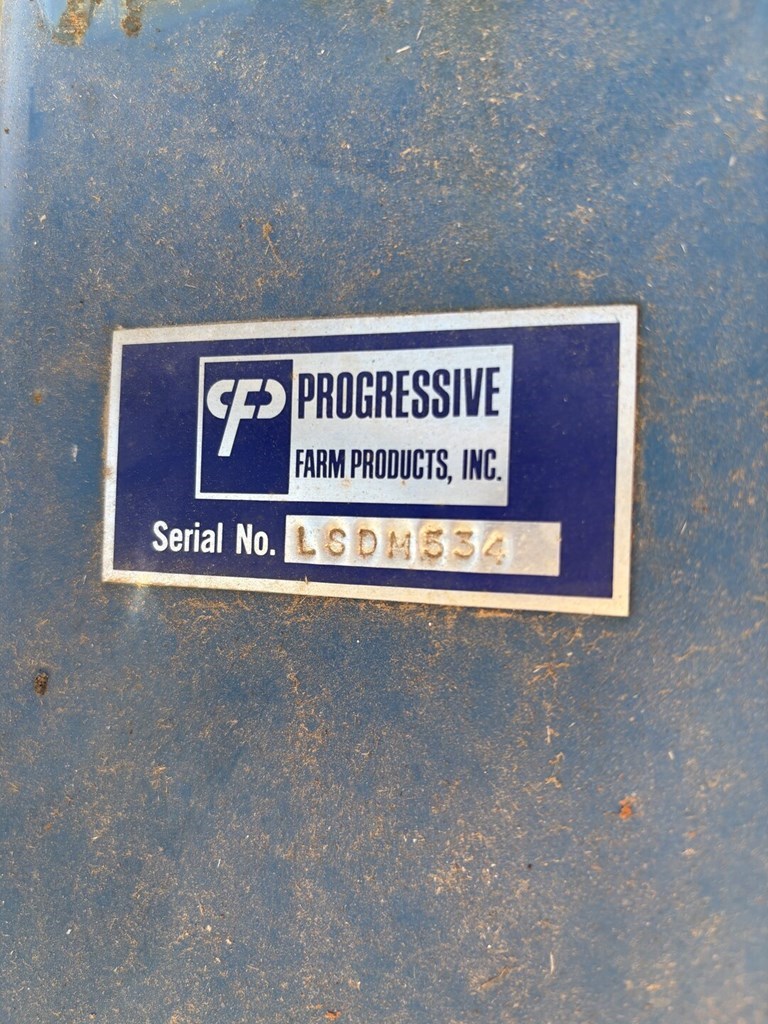 PROGRESSIVE
FARM PRODUCTS, INC.
Serial No. LSDM534